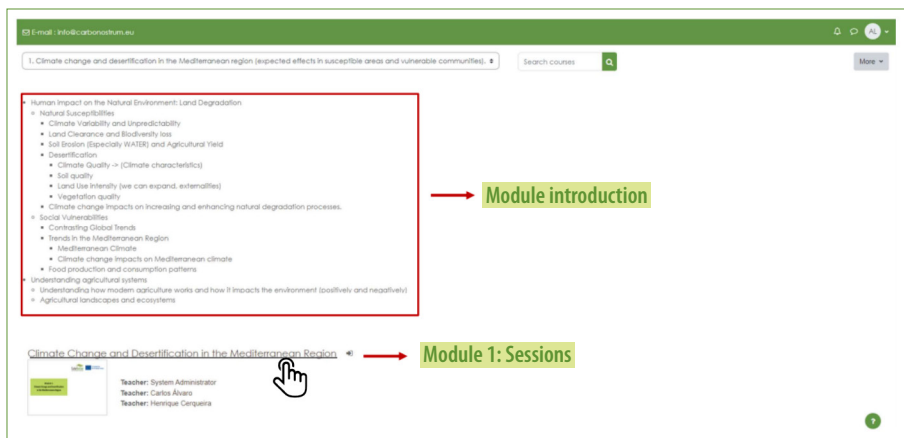 E-mail : info@carbonostrum.eu
AL
1. Climate change and desertification in the Mediterranean region (expected effects in susceptible areas and vunerable communities).
Search courses
More
Human Impact on the Natural Environment: Land Degradation
Natural Susceptibilities
Climate Variability and Unpredictability
Land Clearance and Biodiversity loss
Soil Erosion (Especially WATER) and Agricultural Yield
Desertification
Climate Quality -> (Climate characteristics)
Soil quality
Land Use Intensity (we can expand, externalities)
Vegetation quality
Climate change impacts on increasing and enhancing natural degradation processes.
Social Vulnerabilities
Contrasting Global Trends
Trends in the Mediterranean Region
Mediterranean Climate
Climate change impacts on Mediterranean climate
Food production and consumption patterns
Understanding agricultural systems
Understanding how modern agriculture works and how it impacts the environment (positively and negatively)
Agricultural landscapes and ecosystems
Module introduction
Climate Change and Desertification in the Mediterranean Region
Module 1: Sessions
Teacher: System Administrator
Teacher: Carlos Álvaro
Teacher: Henrique Cerqueira
?